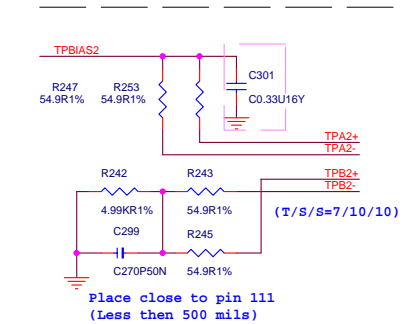 TPBIAS2
R247
R253
C301
54.9R1%
54.9R1%
C0.33U16Y
TPA2+
TPA2-
R242
R243
TPB2+
TPB2-
4.99KR1%
54.9R1%
(T/S/S=7/10/10)
C299
R245
C270P50N
54.9R1%
Place close to pin 111
(Less then 500 mils)